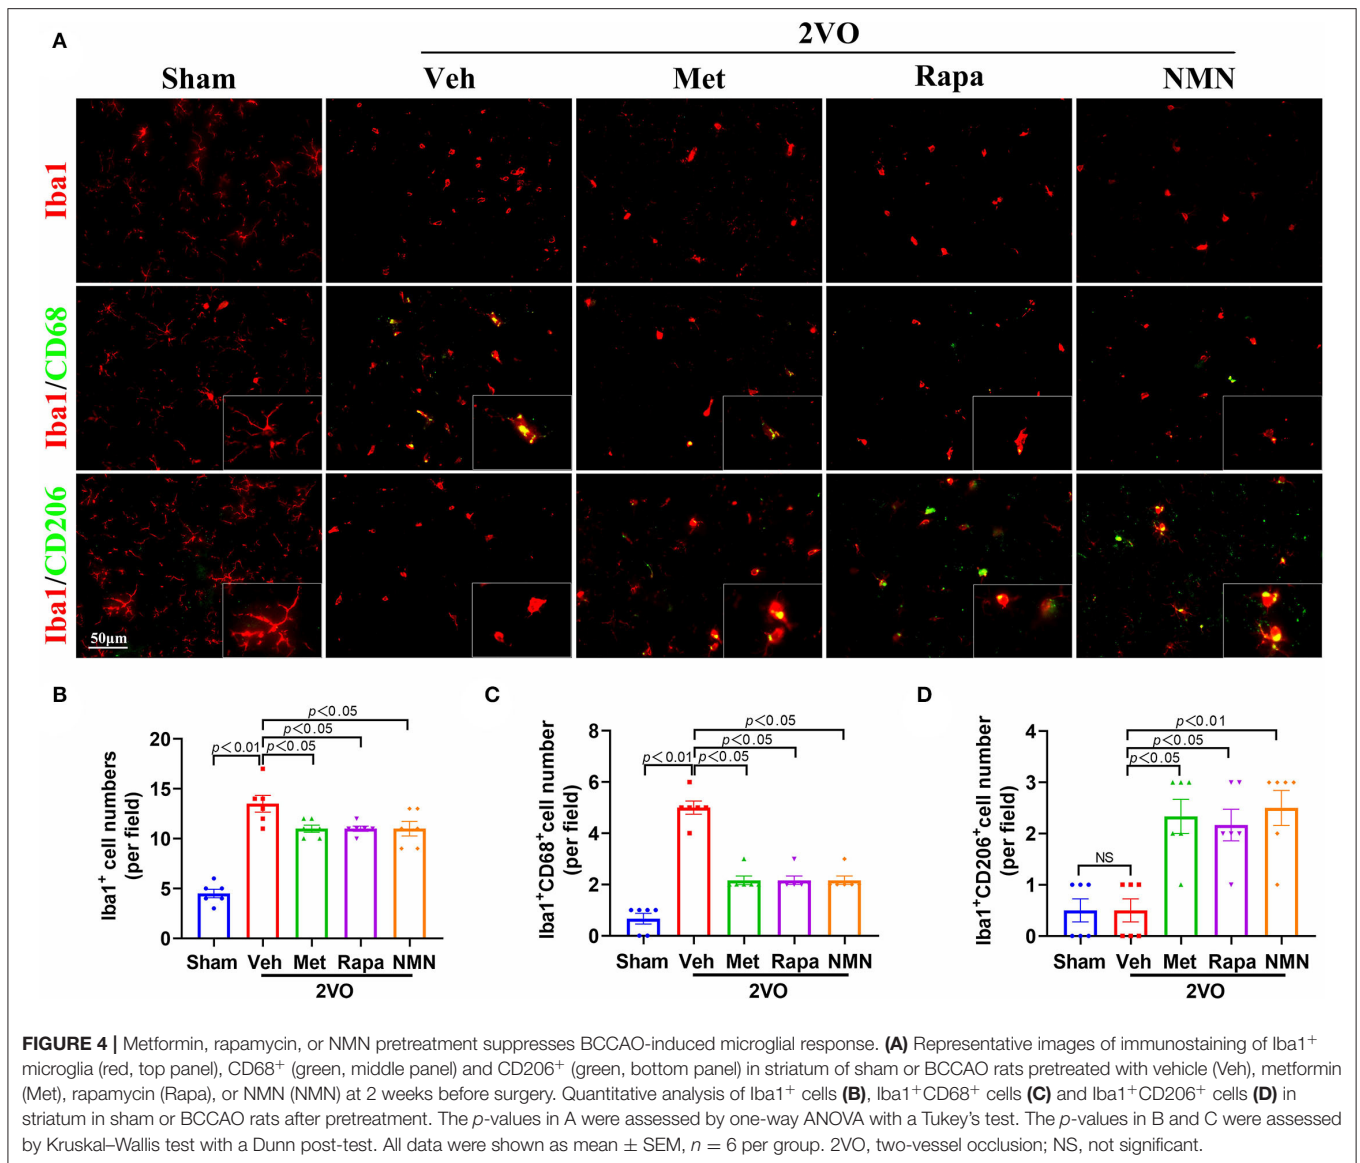 A
2VO
Sham Veh Met Rapa NMN
Iba1
Iba1/CD68
Iba1/CD206
50μm
B
Iba1+ cell numbers
(per field)
20
15
10
5
0
p<0.01
p<0.05
p<0.05
p<0.05
Sham Veh Met Rapa NMN
2VO
C
Iba1+CD68+cell number
(per field)
8
6
4
2
0
p<0.01
p<0.05
p<0.05
p<0.05
Sham Veh Met Rapa NMN
2VO
D
Iba1+CD206+cell number
(per field)
4
3
2
1
0
NS
p<0.05
p<0.05
p<0.01
Sham Veh Met Rapa NMN
2VO
FIGURE 4 | Metformin, rapamycin, or NMN pretreatment suppresses BCCAO-induced microglial response. (A) Representative images of immunostaining of Iba1+
microglia (red, top panel), CD68+ (green, middle panel) and CD206+ (green, bottom panel) in striatum of sham or BCCAO rats pretreated with vehicle (Veh), metformin
(Met), rapamycin (Rapa), or NMN (NMN) at 2 weeks before surgery. Quantitative analysis of Iba1+ cells (B), Iba1+CD68+ cells (C) and Iba1+CD206+ cells (D) in
striatum in sham or BCCAO rats after pretreatment. The p-values in A were assessed by one-way ANOVA with a Tukey's test. The p-values in B and C were assessed
by Kruskal–Wallis test with a Dunn post-test. All data were shown as mean ± SEM, n = 6 per group. 2VO, two-vessel occlusion; NS, not significant.